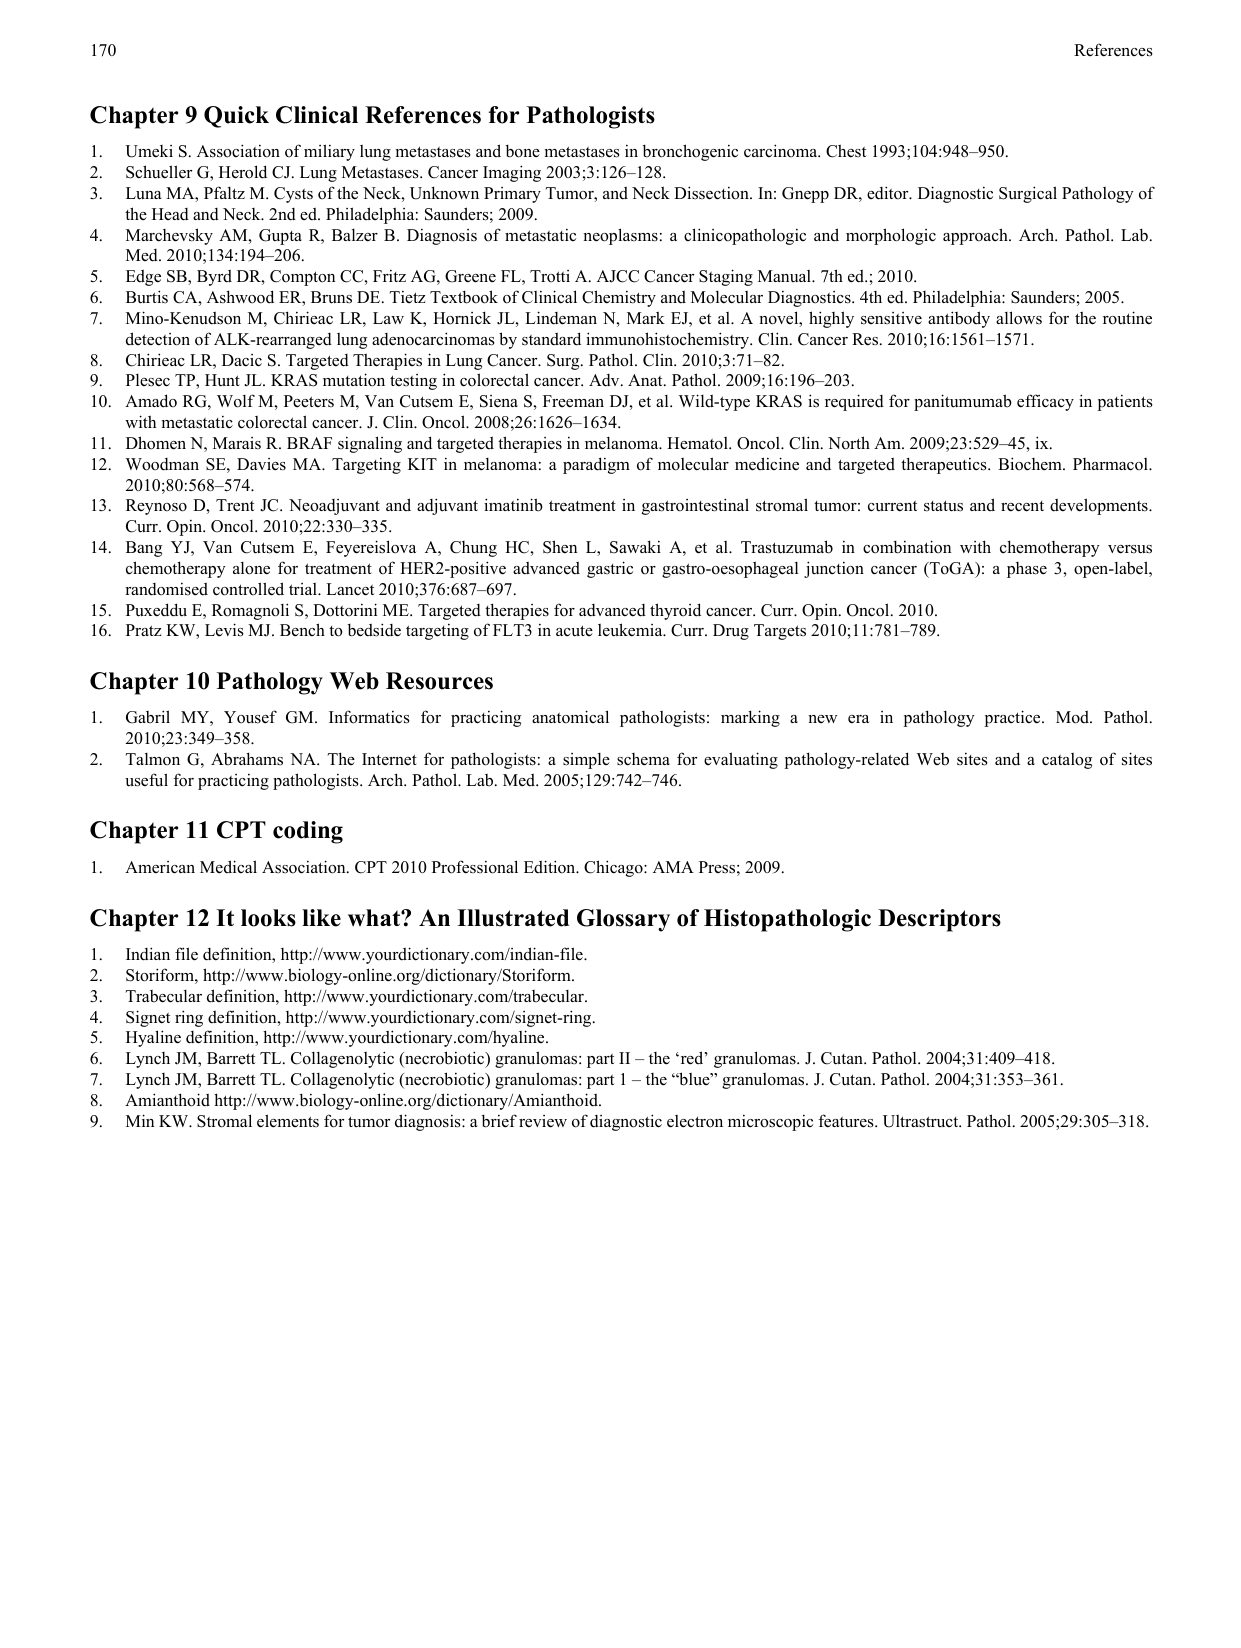 170
References
Chapter 9 Quick Clinical References for Pathologists
1. Umeki S. Association of miliary lung metastases and bone metastases in bronchogenic carcinoma. Chest 1993;104:948–950.
2. Schueller G, Herold CJ. Lung Metastases. Cancer Imaging 2003;3:126–128.
3. Luna MA, Pfaltz M. Cysts of the Neck, Unknown Primary Tumor, and Neck Dissection. In: Gnepp DR, editor. Diagnostic Surgical Pathology of
the Head and Neck. 2nd ed. Philadelphia: Saunders; 2009.
4. Marchevsky AM, Gupta R, Balzer B. Diagnosis of metastatic neoplasms: a clinicopathologic and morphologic approach. Arch. Pathol. Lab.
Med. 2010;134:194–206.
5. Edge SB, Byrd DR, Compton CC, Fritz AG, Greene FL, Trotti A. AJCC Cancer Staging Manual. 7th ed.; 2010.
6. Burtis CA, Ashwood ER, Bruns DE. Tietz Textbook of Clinical Chemistry and Molecular Diagnostics. 4th ed. Philadelphia: Saunders; 2005.
7. Mino-Kenudson M, Chirieac LR, Law K, Hornick JL, Lindeman N, Mark EJ, et al. A novel, highly sensitive antibody allows for the routine
detection of ALK-rearranged lung adenocarcinomas by standard immunohistochemistry. Clin. Cancer Res. 2010;16:1561–1571.
8. Chirieac LR, Dacic S. Targeted Therapies in Lung Cancer. Surg. Pathol. Clin. 2010;3:71–82.
9. Plesec TP, Hunt JL. KRAS mutation testing in colorectal cancer. Adv. Anat. Pathol. 2009;16:196–203.
10. Amado RG, Wolf M, Peeters M, Van Cutsem E, Siena S, Freeman DJ, et al. Wild-type KRAS is required for panitumumab efficacy in patients
with metastatic colorectal cancer. J. Clin. Oncol. 2008;26:1626–1634.
11. Dhomen N, Marais R. BRAF signaling and targeted therapies in melanoma. Hematol. Oncol. Clin. North Am. 2009;23:529–45, ix.
12. Woodman SE, Davies MA. Targeting KIT in melanoma: a paradigm of molecular medicine and targeted therapeutics. Biochem. Pharmacol.
2010;80:568–574.
13. Reynoso D, Trent JC. Neoadjuvant and adjuvant imatinib treatment in gastrointestinal stromal tumor: current status and recent developments.
Curr. Opin. Oncol. 2010;22:330–335.
14. Bang YJ, Van Cutsem E, Feyereislova A, Chung HC, Shen L, Sawaki A, et al. Trastuzumab in combination with chemotherapy versus
chemotherapy alone for treatment of HER2-positive advanced gastric or gastro-oesophageal junction cancer (ToGA): a phase 3, open-label,
randomised controlled trial. Lancet 2010;376:687–697.
15. Puxeddu E, Romagnoli S, Dottorini ME. Targeted therapies for advanced thyroid cancer. Curr. Opin. Oncol. 2010.
16. Pratz KW, Levis MJ. Bench to bedside targeting of FLT3 in acute leukemia. Curr. Drug Targets 2010;11:781–789.
Chapter 10 Pathology Web Resources
1. Gabril MY, Yousef GM. Informatics for practicing anatomical pathologists: marking a new era in pathology practice. Mod. Pathol.
2010;23:349–358.
2. Talmon G, Abrahams NA. The Internet for pathologists: a simple schema for evaluating pathology-related Web sites and a catalog of sites
useful for practicing pathologists. Arch. Pathol. Lab. Med. 2005;129:742–746.
Chapter 11 CPT coding
1. American Medical Association. CPT 2010 Professional Edition. Chicago: AMA Press; 2009.
Chapter 12 It looks like what? An Illustrated Glossary of Histopathologic Descriptors
1. Indian file definition, http://www.yourdictionary.com/indian-file.
2. Storiform, http://www.biology-online.org/dictionary/Storiform.
3. Trabecular definition, http://www.yourdictionary.com/trabecular.
4. Signet ring definition, http://www.yourdictionary.com/signet-ring.
5. Hyaline definition, http://www.yourdictionary.com/hyaline.
6. Lynch JM, Barrett TL. Collagenolytic (necrobiotic) granulomas: part II – the ‘red’ granulomas. J. Cutan. Pathol. 2004;31:409–418.
7. Lynch JM, Barrett TL. Collagenolytic (necrobiotic) granulomas: part 1 – the “blue” granulomas. J. Cutan. Pathol. 2004;31:353–361.
8. Amianthoid http://www.biology-online.org/dictionary/Amianthoid.
9. Min KW. Stromal elements for tumor diagnosis: a brief review of diagnostic electron microscopic features. Ultrastruct. Pathol. 2005;29:305–318.